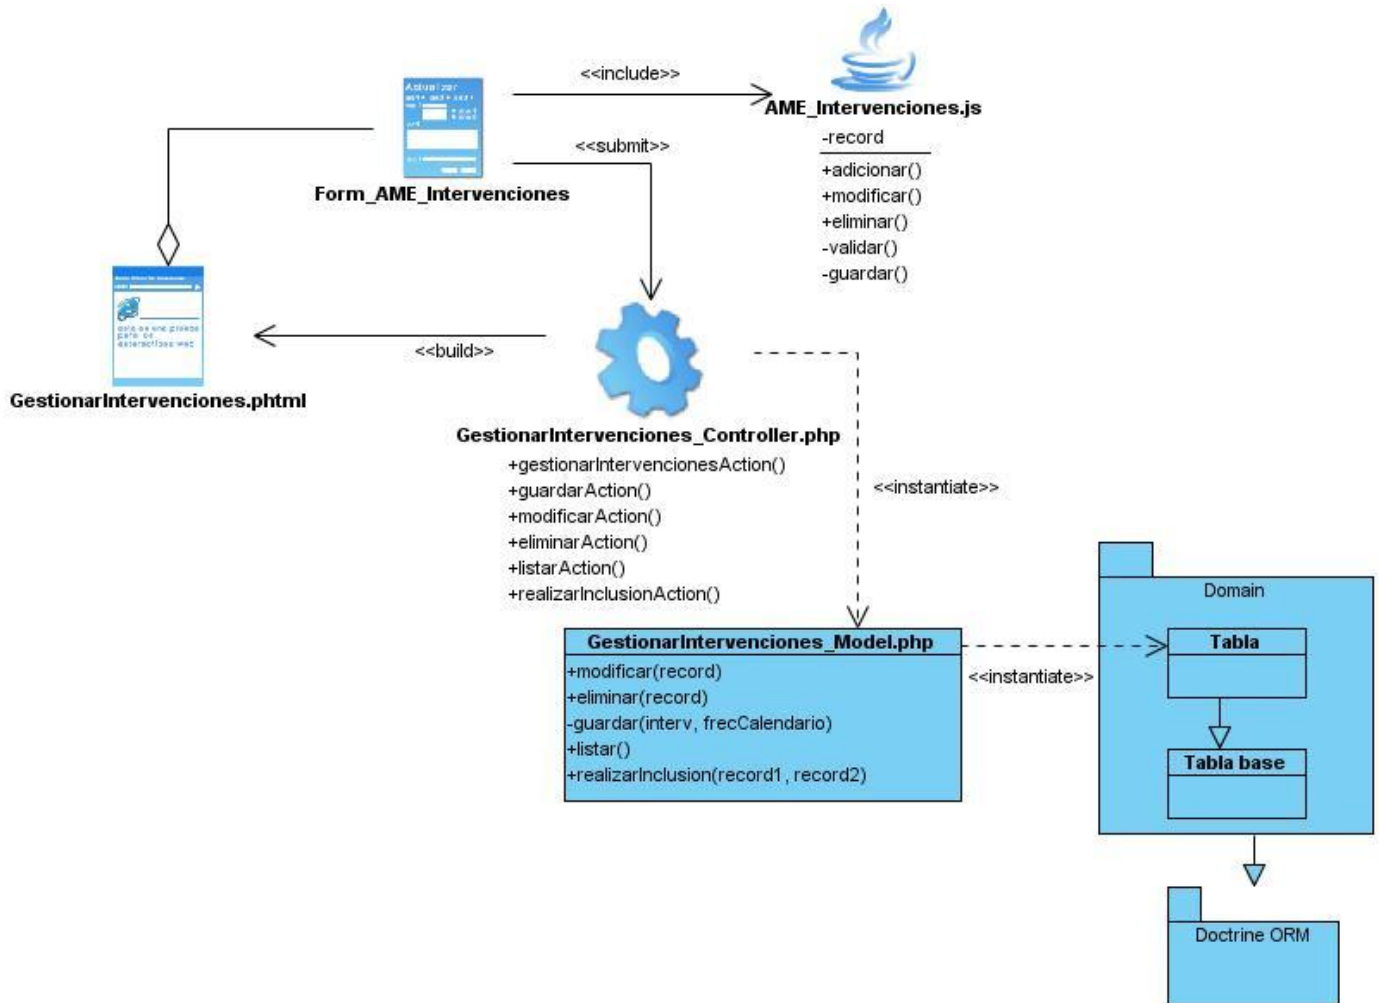 <<include>>
AME_Intervenciones.js
-record
+adicionar()
+modificar()
+eliminar()
-validar()
-guardar()
Actualizar
Form_AME_Intervenciones
<<submit>>
GestionarIntervenciones.phtml
<<build>>
GestionarIntervenciones_Controller.php
+gestionarIntervencionesAction()
+guardarAction()
+modificarAction()
+eliminarAction()
+listarAction()
+realizarInclusionAction()
<<instantiate>>
GestionarIntervenciones_Model.php
+modificar(record)
+eliminar(record)
-guardar(interv, frecCalendario)
+listar()
+realizarInclusion(record1, record2)
<<instantiate>>
Domain
Tabla
Tabla base
Doctrine ORM